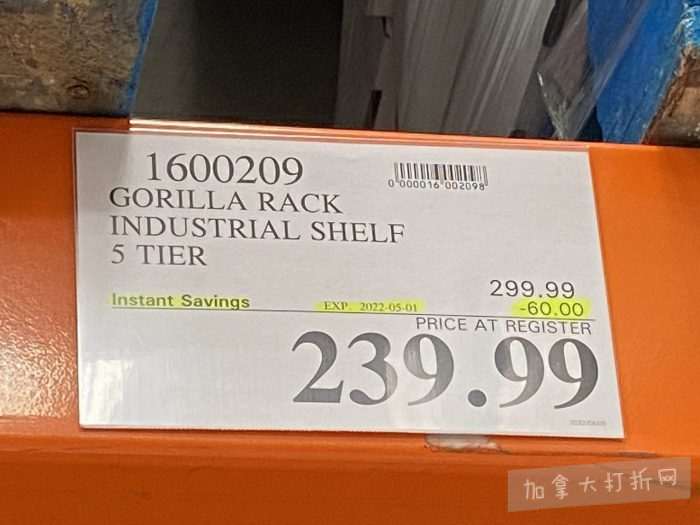 1600209
0 000016 002098
GORILLA RACK
INDUSTRIAL SHELF
5 TIER
299.99
Instant Savings EXP. 2022-05-01 -60.00
PRICE AT REGISTER
239.99
加拿大打折网